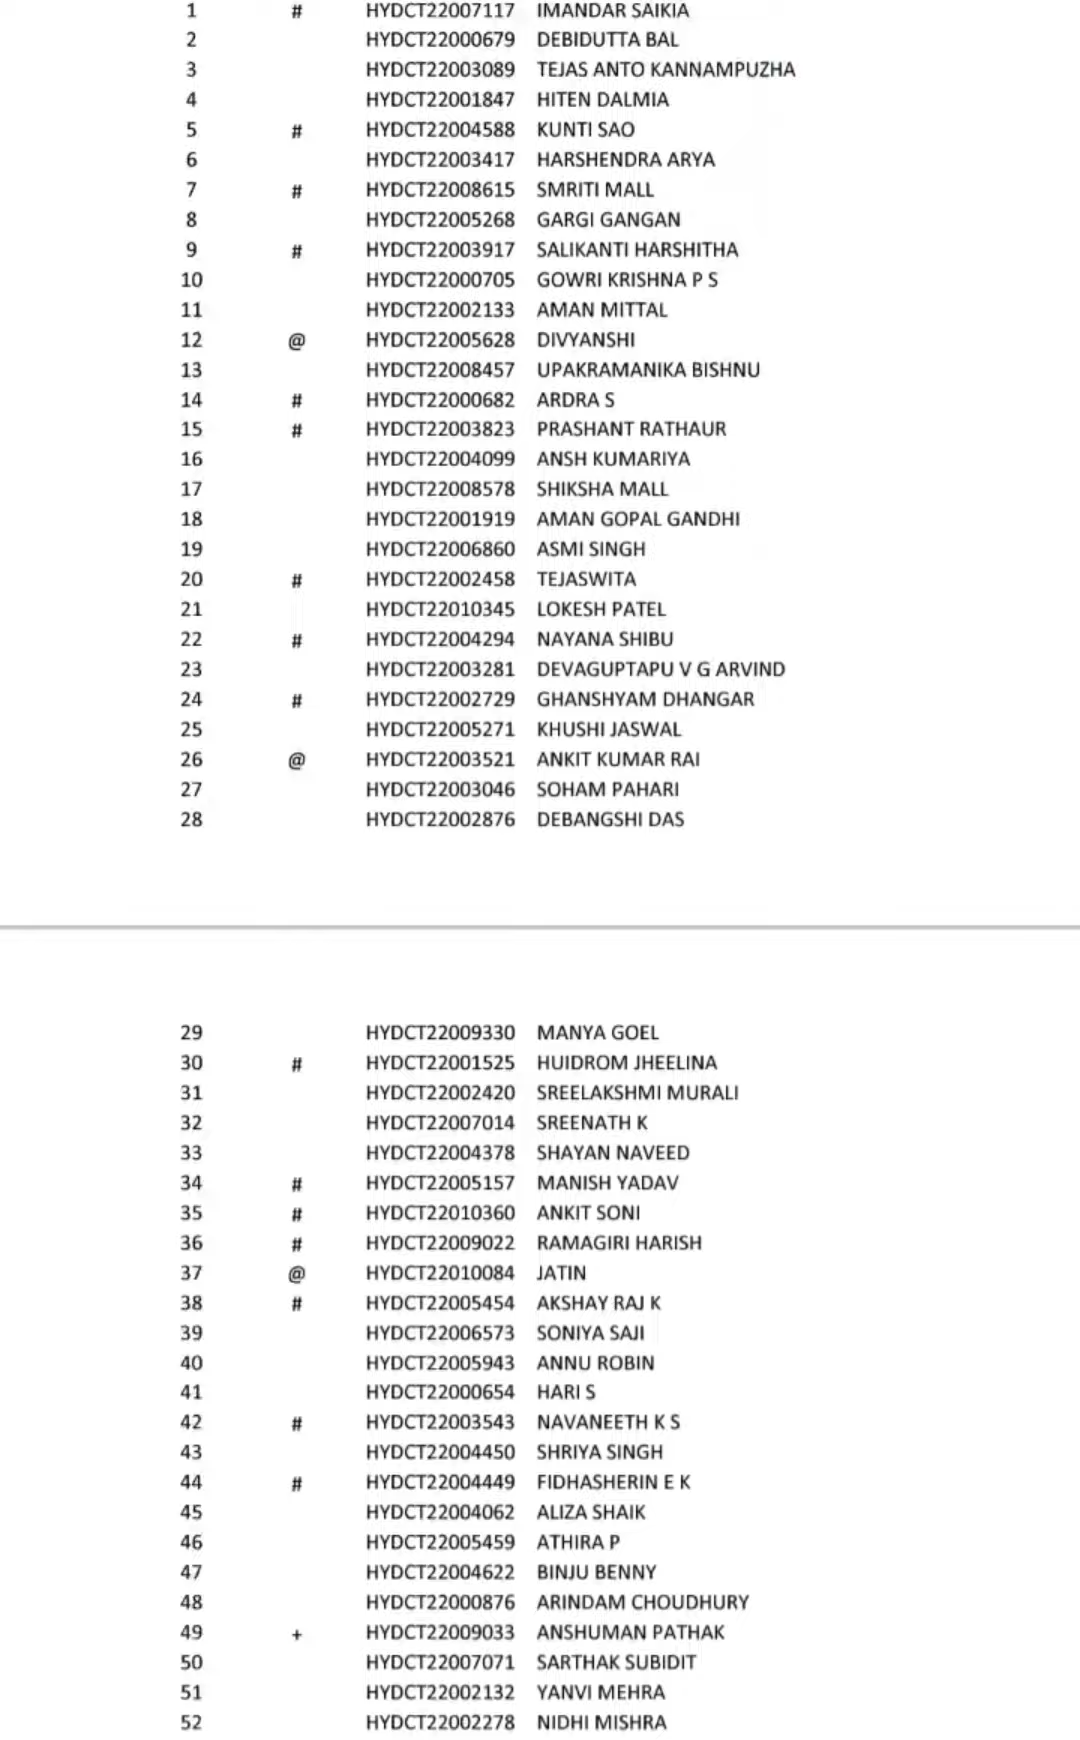 1 # HYDCT22007117 IMANDAR SAIKIA
2 HYDCT22000679 DEBIDUTTA BAL
3 HYDCT22003089 TEJAS ANTO KANNAMPUZHA
4 HYDCT22001847 HITEN DALMIA
5 # HYDCT22004588 KUNTI SAO
6 HYDCT22003417 HARSHENDRA ARYA
7 # HYDCT22008615 SMRITI MALL
8 HYDCT22005268 GARGI GANGAN
9 # HYDCT22003917 SALIKANTI HARSHITHA
10 HYDCT22000705 GOWRI KRISHNA P S
11 HYDCT22002133 AMAN MITTAL
12 @ HYDCT22005628 DIVYANSHI
13 HYDCT22008457 UPAKRAMANIKA BISHNU
14 # HYDCT22000682 ARDRA S
15 # HYDCT22003823 PRASHANT RATHAUR
16 HYDCT22004099 ANSH KUMARIYA
17 HYDCT22008578 SHIKSHA MALL
18 HYDCT22001919 AMAN GOPAL GANDHI
19 HYDCT22006860 ASMI SINGH
20 # HYDCT22002458 TEJASWITA
21 HYDCT22010345 LOKESH PATEL
22 # HYDCT22004294 NAYANA SHIBU
23 HYDCT22003281 DEVAGUPTAPU V G ARVIND
24 # HYDCT22002729 GHANSHYAM DHANGAR
25 HYDCT22005271 KHUSHI JASWAL
26 @ HYDCT22003521 ANKIT KUMAR RAI
27 HYDCT22003046 SOHAM PAHARI
28 HYDCT22002876 DEBANGSHI DAS
29 HYDCT22009330 MANYA GOEL
30 # HYDCT22001525 HUIDROM JHEELINA
31 HYDCT22002420 SREELAKSHMI MURALI
32 HYDCT22007014 SREENATH K
33 HYDCT22004378 SHAYAN NAVEED
34 # HYDCT22005157 MANISH YADAV
35 # HYDCT22010360 ANKIT SONI
36 # HYDCT22009022 RAMAGIRI HARISH
37 @ HYDCT22010084 JATIN
38 # HYDCT22005454 AKSHAY RAJ K
39 HYDCT22006573 SONIYA SAJI
40 HYDCT22005943 ANNU ROBIN
41 HYDCT22000654 HARI S
42 # HYDCT22003543 NAVANEETH K S
43 HYDCT22004450 SHRIYA SINGH
44 # HYDCT22004449 FIDHASHERIN E K
45 HYDCT22004062 ALIZA SHAIK
46 HYDCT22005459 ATHIRA P
47 HYDCT22004622 BINJU BENNY
48 HYDCT22000876 ARINDAM CHOUDHURY
49 + HYDCT22009033 ANSHUMAN PATHAK
50 HYDCT22007071 SARTHAK SUBIDIT
51 HYDCT22002132 YANVI MEHRA
52 HYDCT22002278 NIDHI MISHRA